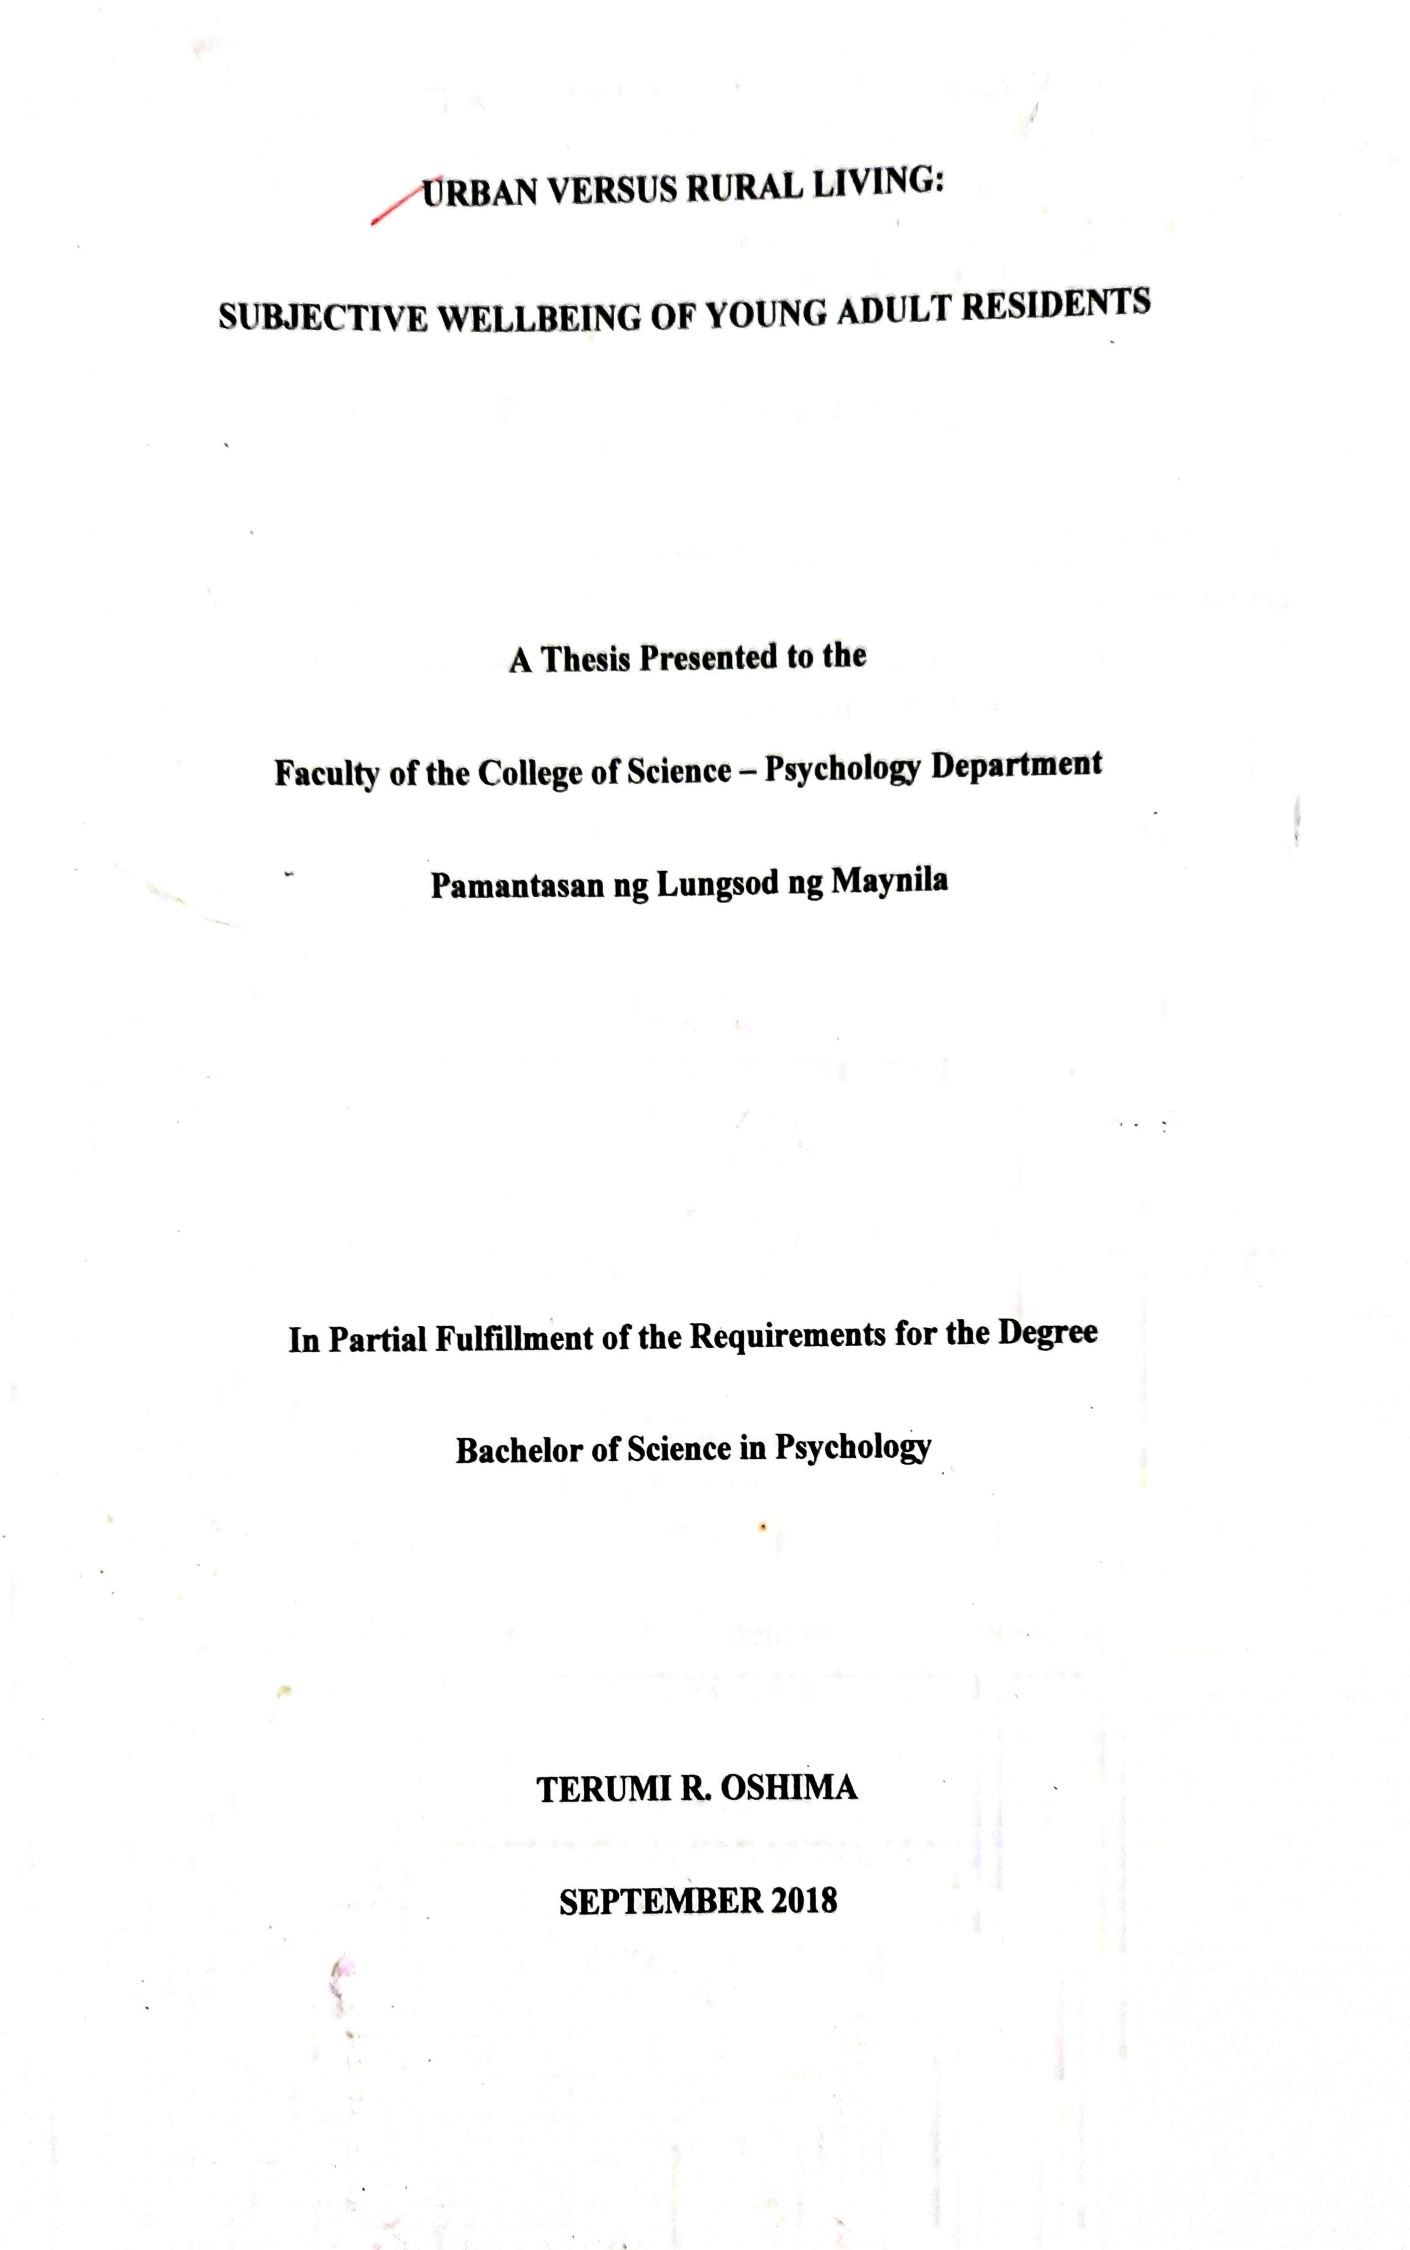 URBAN VERSUS RURAL LIVING:
SUBJECTIVE WELLBEING OF YOUNG ADULT RESIDENTS
A Thesis Presented to the
Faculty of the College of Science – Psychology Department
Pamantasan ng Lungsod ng Maynila
In Partial Fulfillment of the Requirements for the Degree
Bachelor of Science in Psychology
TERUMI R. OSHIMA
SEPTEMBER 2018